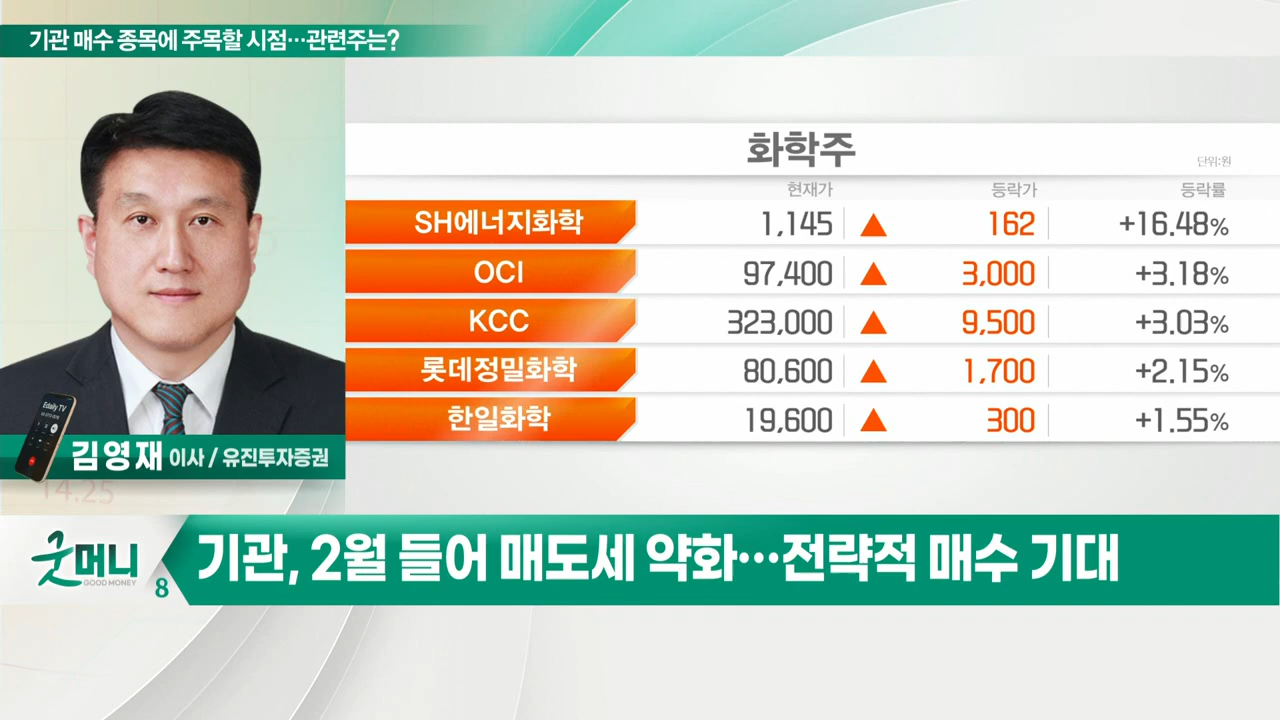 기관 매수 종목에 주목할 시점…관련주는?
화학주
단위:원
현재가 등락가 등락률
SH에너지화학 1,145 ▲ 162 +16.48%
OCI 97,400 ▲ 3,000 +3.18%
KCC 323,000 ▲ 9,500 +3.03%
롯데정밀화학 80,600 ▲ 1,700 +2.15%
한일화학 19,600 ▲ 300 +1.55%
Edaily TV
김영재 이사 / 유진투자증권
14.25
굿머니
GOOD MONEY
8
기관, 2월 들어 매도세 약화…전략적 매수 기대